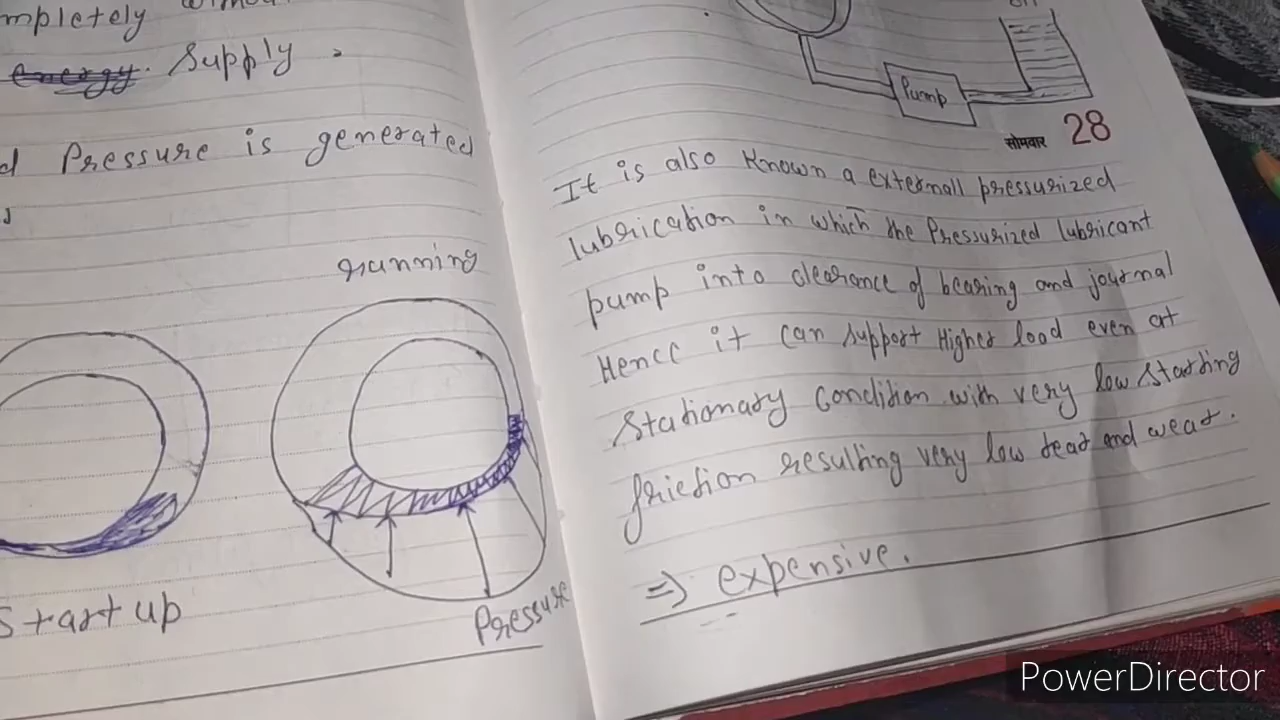 mpletely
energy. Supply
d Pressure is generated
running
Start up
Pressure
Pump
सोमवार 28
It is also Known a externall pressurized
lubrication in which the Pressurized lubricant
pump into clearance of bearing and journal
Hence it can support Higher load even at
Stationary Condition with very low starting
friction resulting very low tear and wear.
=> expensive.
PowerDirector